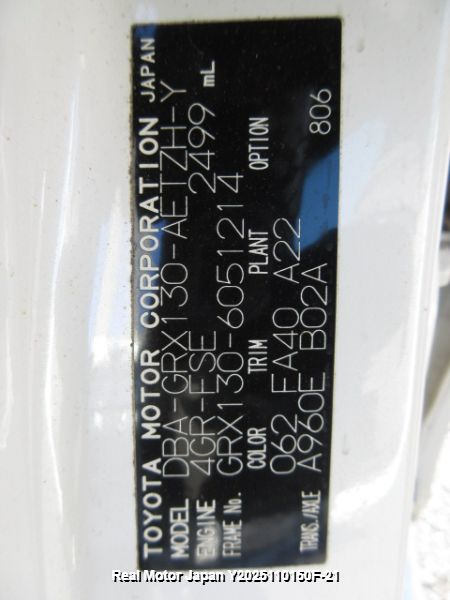 TOYOTA MOTOR CORPORATION JAPAN
MODEL DBA-GRX130-AETZH-Y
ENGINE 4GR-FSE 2499 mL
FRAME No. GRX130-6051214
COLOR TRIM PLANT OPTION
062 FA40 A22
TRANS./AXLE A960E B02A 806
Real Motor Japan Y2025110160F-21